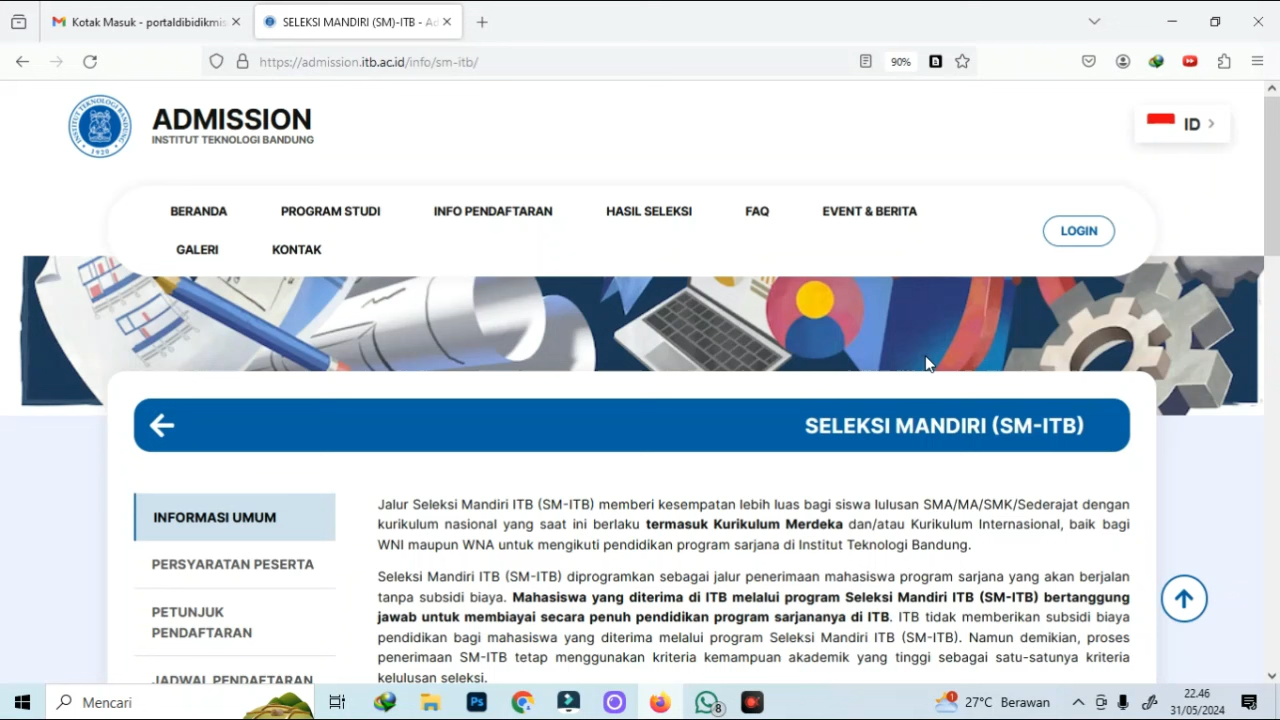 Kotak Masuk - portaldibidikmis
SELEKSI MANDIRI (SM)-ITB - Ad
https://admission.itb.ac.id/info/sm-itb/
90%
INSTITUT TEKNOLOGI BANDUNG
1920
ADMISSION
INSTITUT TEKNOLOGI BANDUNG
ID
BERANDA PROGRAM STUDI INFO PENDAFTARAN HASIL SELEKSI FAQ EVENT & BERITA
GALERI KONTAK
LOGIN
SELEKSI MANDIRI (SM-ITB)
INFORMASI UMUM
PERSYARATAN PESERTA
PETUNJUK
PENDAFTARAN
JADWAL PENDAFTARAN
Jalur Seleksi Mandiri ITB (SM-ITB) memberi kesempatan lebih luas bagi siswa lulusan SMA/MA/SMK/Sederajat dengan
kurikulum nasional yang saat ini berlaku termasuk Kurikulum Merdeka dan/atau Kurikulum Internasional, baik bagi
WNI maupun WNA untuk mengikuti pendidikan program sarjana di Institut Teknologi Bandung.
Seleksi Mandiri ITB (SM-ITB) diprogramkan sebagai jalur penerimaan mahasiswa program sarjana yang akan berjalan
tanpa subsidi biaya. Mahasiswa yang diterima di ITB melalui program Seleksi Mandiri ITB (SM-ITB) bertanggung
jawab untuk membiayai secara penuh pendidikan program sarjananya di ITB. ITB tidak memberikan subsidi biaya
pendidikan bagi mahasiswa yang diterima melalui program Seleksi Mandiri ITB (SM-ITB). Namun demikian, proses
penerimaan SM-ITB tetap menggunakan kriteria kemampuan akademik yang tinggi sebagai satu-satunya kriteria
kelulusan seleksi.
Mencari
Ps
8
27°C Berawan
22.46
31/05/2024